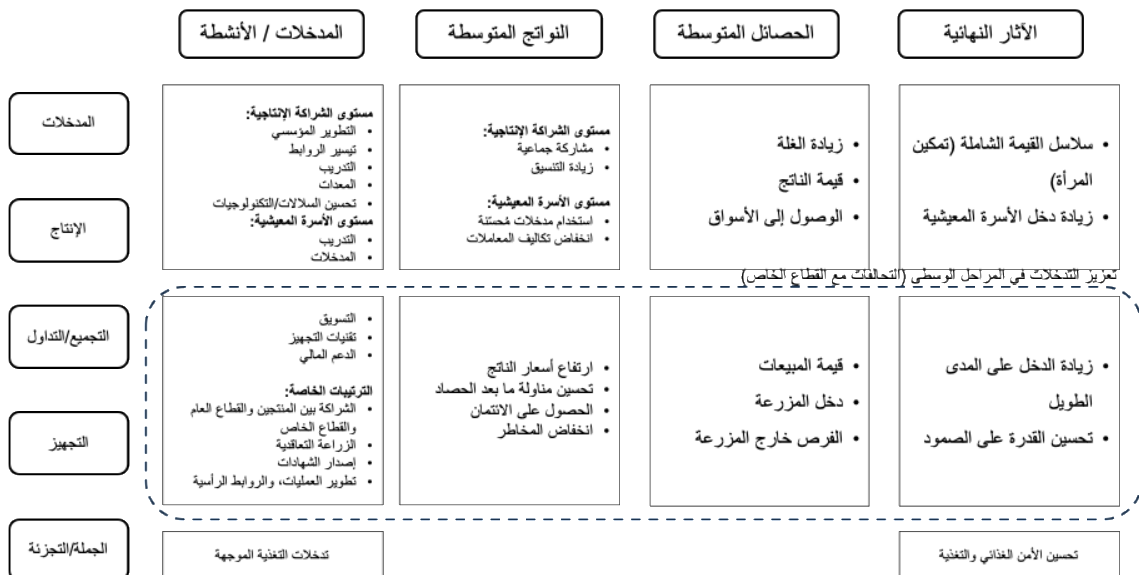 المدخلات / الأنشطة
النواتج المتوسطة
الحصائل المتوسطة
الآثار النهائية
المدخلات
الإنتاج
مستوى الشراكة الإنتاجية:
• التطوير المؤسسي
• تيسير الروابط
• التدريب
• المعدات
• تحسين السلالات/التكنولوجيات
مستوى الأسرة المعيشية:
• التدريب
• المدخلات
مستوى الشراكة الإنتاجية:
• مشاركة جماعية
• زيادة التنسيق
مستوى الأسرة المعيشية:
• استخدام مدخلات مُحسّنة
• انخفاض تكاليف المعاملات
• زيادة الغلة
• قيمة الناتج
• الوصول إلى الأسواق
• سلاسل القيمة الشاملة (تمكين
المرأة)
• زيادة دخل الأسرة المعيشية
تعزيز التدخلات في المراحل الوسطى (التحالفات مع القطاع الخاص)
التجميع/التداول
التجهيز
• التسويق
• تقنيات التجهيز
• الدعم المالي
الترتيبات الخاصة:
• الشراكة بين المنتجين والقطاع العام
والقطاع الخاص
• الزراعة التعاقدية
• إصدار الشهادات
• تطوير العمليات، والروابط الرأسية
• ارتفاع أسعار الناتج
• تحسين مناولة ما بعد الحصاد
• الحصول على الائتمان
• انخفاض المخاطر
• قيمة المبيعات
• دخل المزرعة
• الفرص خارج المزرعة
• زيادة الدخل على المدى
الطويل
• تحسين القدرة على الصمود
الجملة/التجزئة
تدخلات التغذية الموجهة
تحسين الأمن الغذائي والتغذية